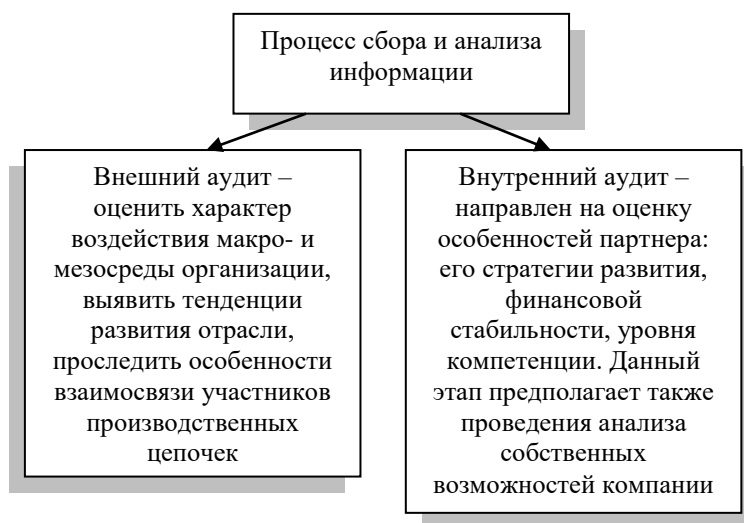 Процесс сбора и анализа
информации
Внешний аудит –
оценить характер
воздействия макро- и
мезосреды организации,
выявить тенденции
развития отрасли,
проследить особенности
взаимосвязи участников
производственных
цепочек
Внутренний аудит –
направлен на оценку
особенностей партнера:
его стратегии развития,
финансовой
стабильности, уровня
компетенции. Данный
этап предполагает также
проведения анализа
собственных
возможностей компании